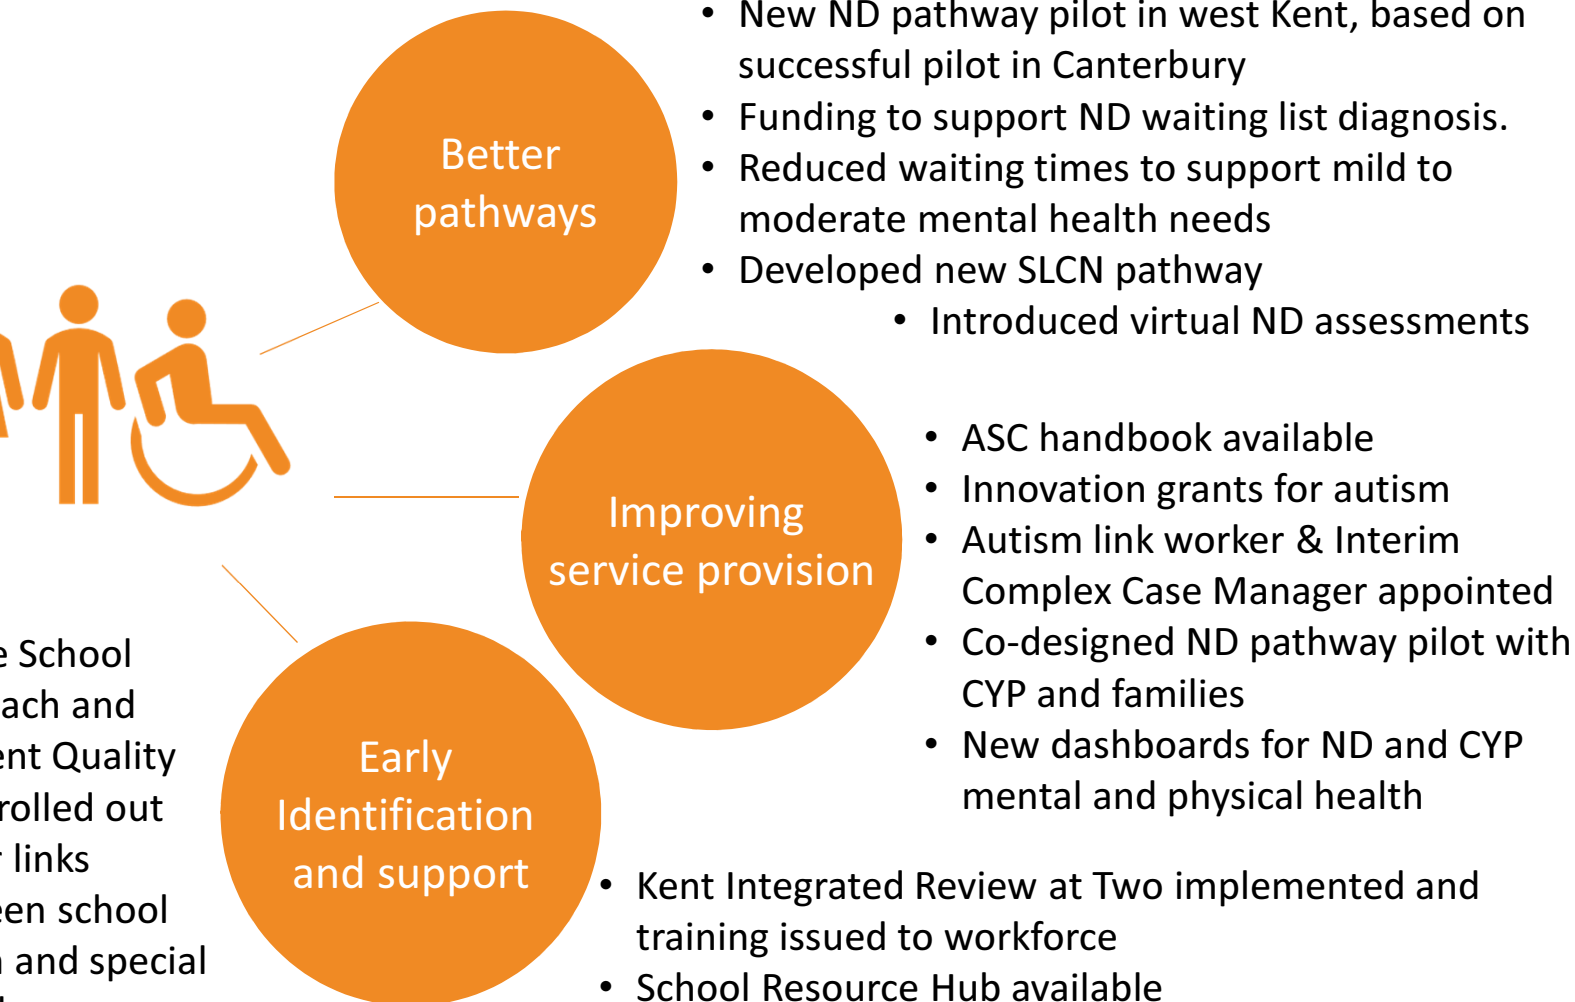 Better
pathways
• New ND pathway pilot in west Kent, based on
successful pilot in Canterbury
• Funding to support ND waiting list diagnosis.
• Reduced waiting times to support mild to
moderate mental health needs
• Developed new SLCN pathway
• Introduced virtual ND assessments
Improving
service provision
• ASC handbook available
• Innovation grants for autism
• Autism link worker & Interim
Complex Case Manager appointed
• Co-designed ND pathway pilot with
CYP and families
• New dashboards for ND and CYP
mental and physical health
Early
Identification
and support
School
and
Quality
rolled out
links
school
and special
• Kent Integrated Review at Two implemented and
training issued to workforce
• School Resource Hub available